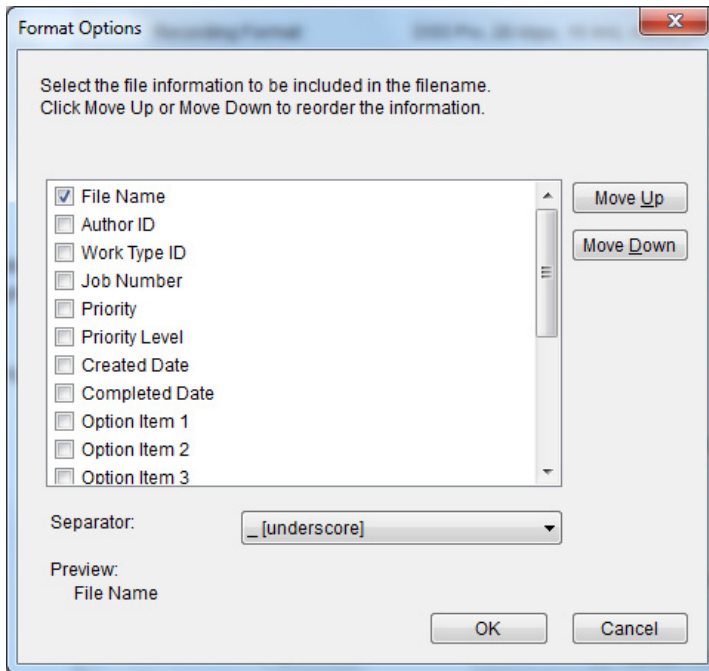 Format Options
Recording Format
Select the file information to be included in the filename.
Click Move Up or Move Down to reorder the information.
File Name
Author ID
Work Type ID
Job Number
Priority
Priority Level
Created Date
Completed Date
Option Item 1
Option Item 2
Option Item 3
Move Up
Move Down
Separator:
_ [underscore]
Preview:
File Name
OK
Cancel